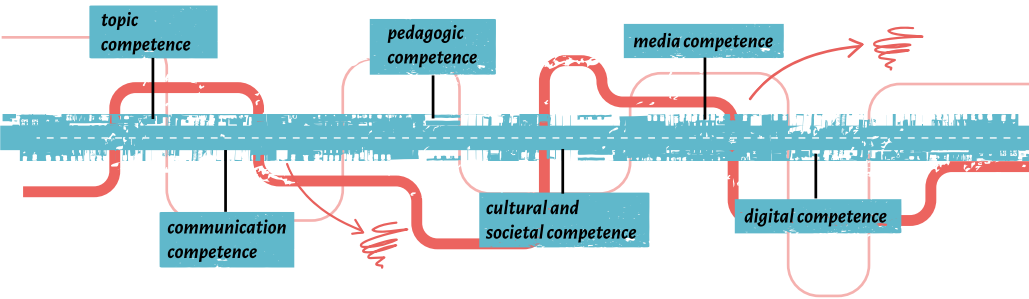 topic
competence
pedagogic
competence
media competence
communication
competence
cultural and
societal competence
digital competence